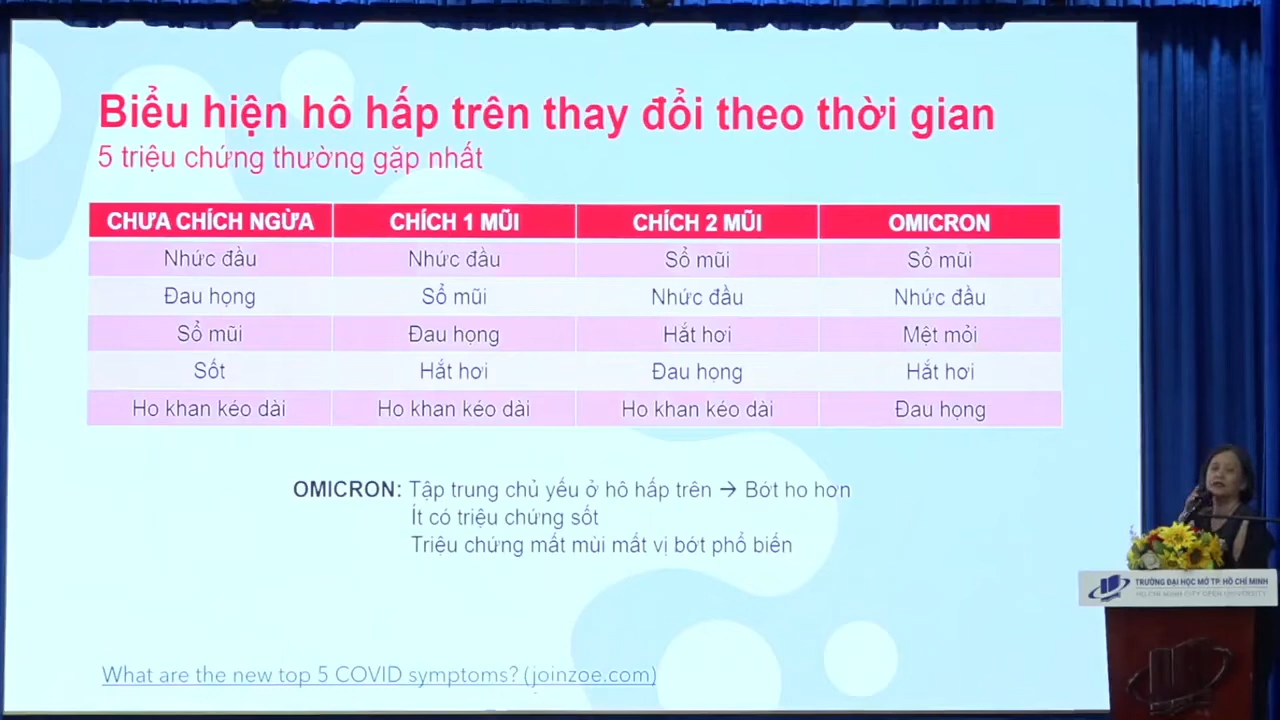 Biểu hiện hô hấp trên thay đổi theo thời gian
5 triệu chứng thường gặp nhất
CHƯA CHÍCH NGỪA CHÍCH 1 MŨI CHÍCH 2 MŨI OMICRON
Nhức đầu Nhức đầu Sổ mũi Sổ mũi
Đau họng Sổ mũi Nhức đầu Nhức đầu
Sổ mũi Đau họng Hắt hơi Mệt mỏi
Sốt Hắt hơi Đau họng Hắt hơi
Ho khan kéo dài Ho khan kéo dài Ho khan kéo dài Đau họng
OMICRON: Tập trung chủ yếu ở hô hấp trên → Bớt ho hơn
Ít có triệu chứng sốt
Triệu chứng mất mùi mất vị bớt phổ biến
What are the new top 5 COVID symptoms? (joinzoe.com)
TRƯỜNG ĐẠI HỌC MỞ TP. HỒ CHÍ MINH
HO CHI MINH CITY OPEN UNIVERSITY